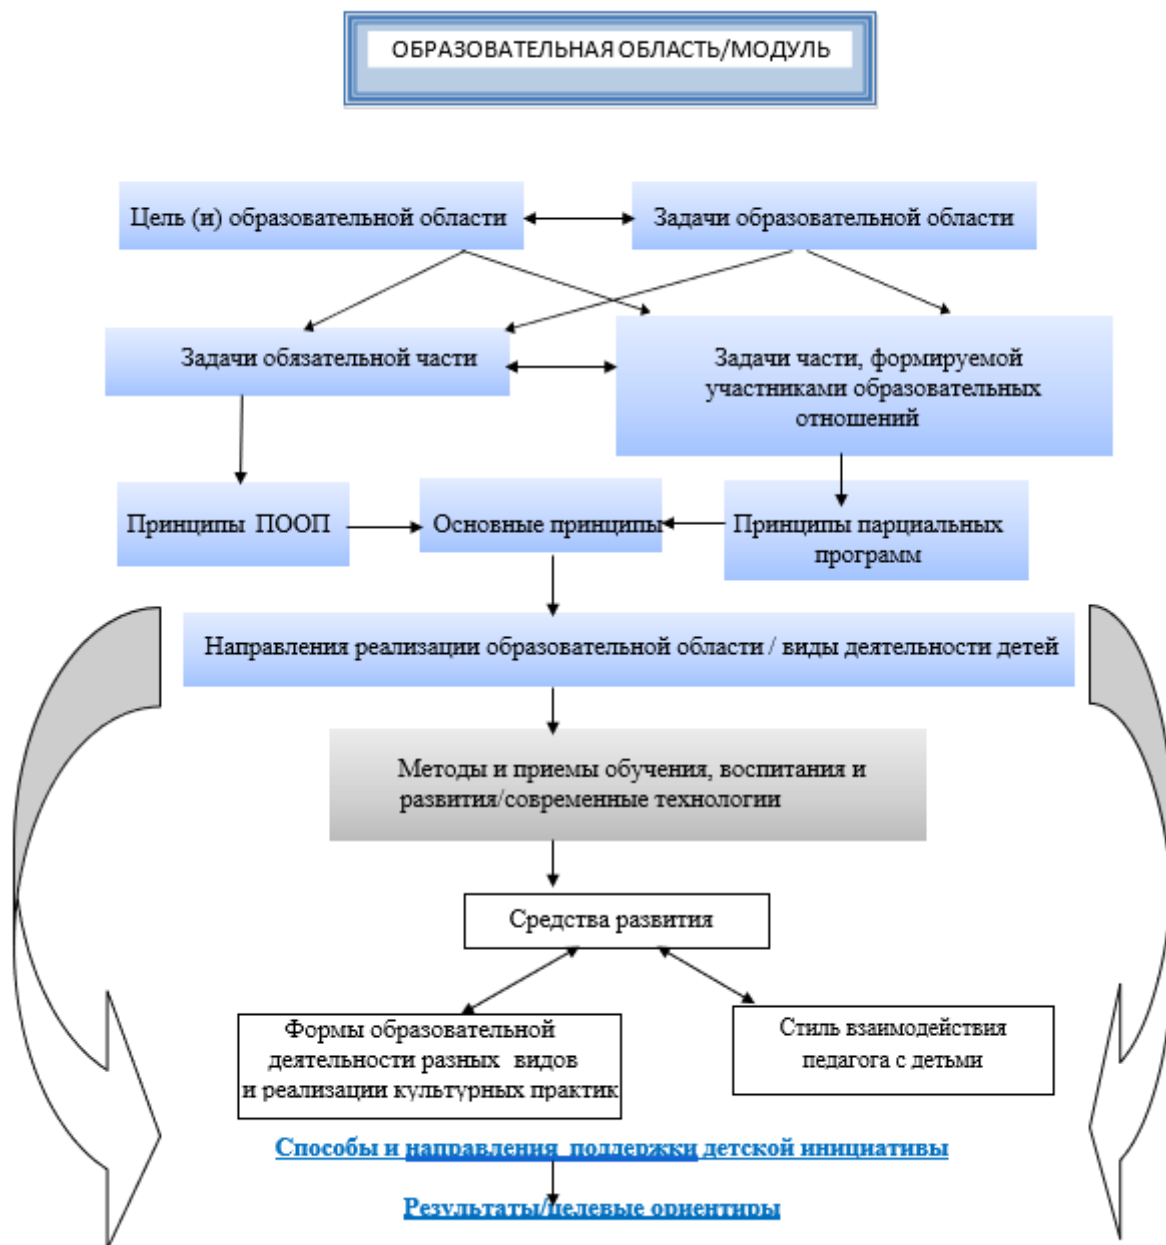 ОБРАЗОВАТЕЛЬНАЯ ОБЛАСТЬ/МОДУЛЬ
Цель (и) образовательной области
Задачи образовательной области
Задачи обязательной части
Задачи части, формируемой
участниками образовательных
отношений
Принципы ПООП
Основные принципы
Принципы парциальных
программ
Направления реализации образовательной области / виды деятельности детей
Методы и приемы обучения, воспитания и
развития/современные технологии
Средства развития
Формы образовательной
деятельности разных видов
и реализации культурных практик
Стиль взаимодействия
педагога с детьми
Способы и направления поддержки детской инициативы
Результаты/целевые ориентиры